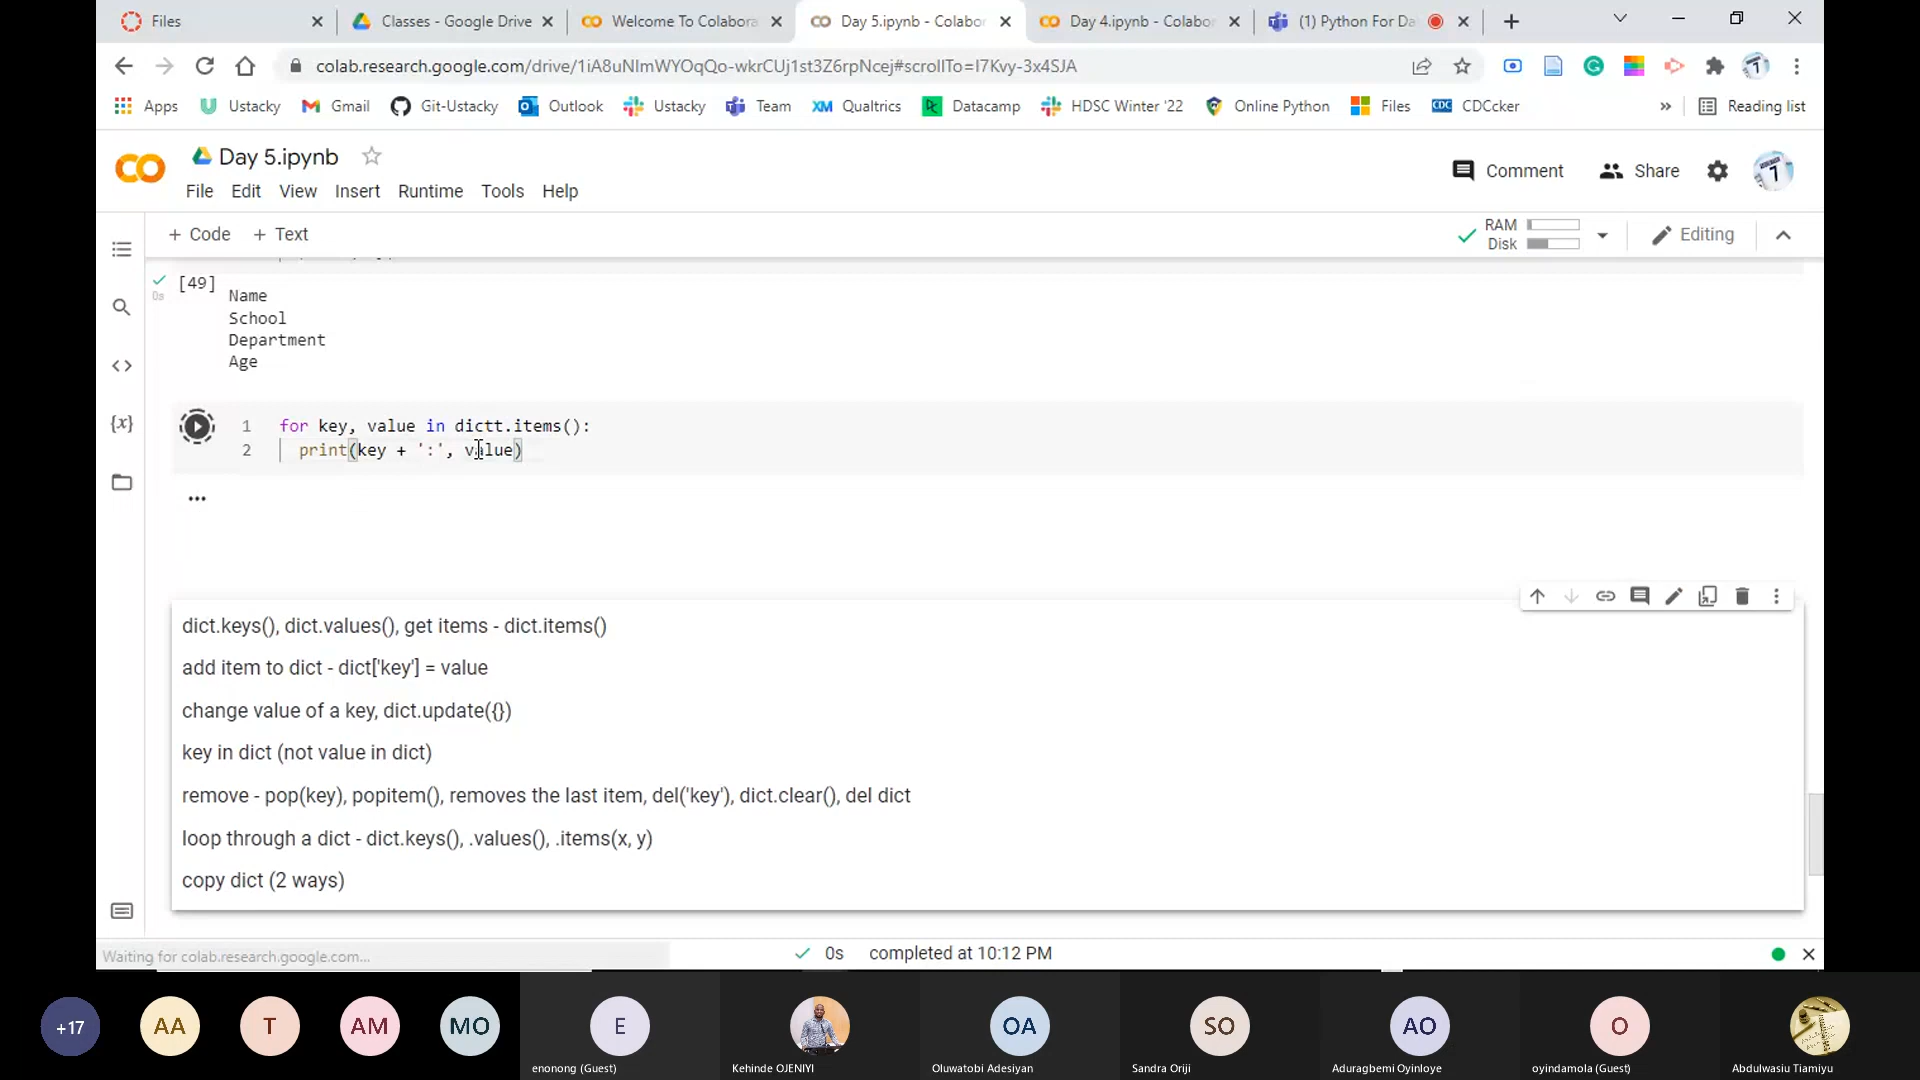 Files
Classes - Google Drive
Welcome To Colabora
Day 5.ipynb - Colabor
Day 4.ipynb - Colabor
(1) Python For Da
colab.research.google.com/drive/1iA8uNImWYOqQo-wkrCUj1st3Z6rpNcej#scrollTo=I7Kvy-3x4SJA
Apps Ustacky Gmail Git-Ustacky Outlook Ustacky Team Qualtrics Datacamp HDSC Winter '22 Online Python Files CDCcker » Reading list
Day 5.ipynb
Comment Share
File Edit View Insert Runtime Tools Help
+ Code + Text
RAM
Disk
Editing
[49]
0s
Name
School
Department
Age
1 for key, value in dictt.items():
2 print(key + ':', value)
...
dict.keys(), dict.values(), get items - dict.items()
add item to dict - dict['key'] = value
change value of a key, dict.update({})
key in dict (not value in dict)
remove - pop(key), popitem(), removes the last item, del('key'), dict.clear(), del dict
loop through a dict - dict.keys(), .values(), .items(x, y)
copy dict (2 ways)
Waiting for colab.research.google.com...
0s completed at 10:12 PM
+17 AA T AM MO E OA SO AO O
enonong (Guest) Kehinde OJENIYI Oluwatobi Adesiyan Sandra Oriji Aduragbemi Oyinloye oyindamola (Guest) Abdulwasiu Tiamiyu